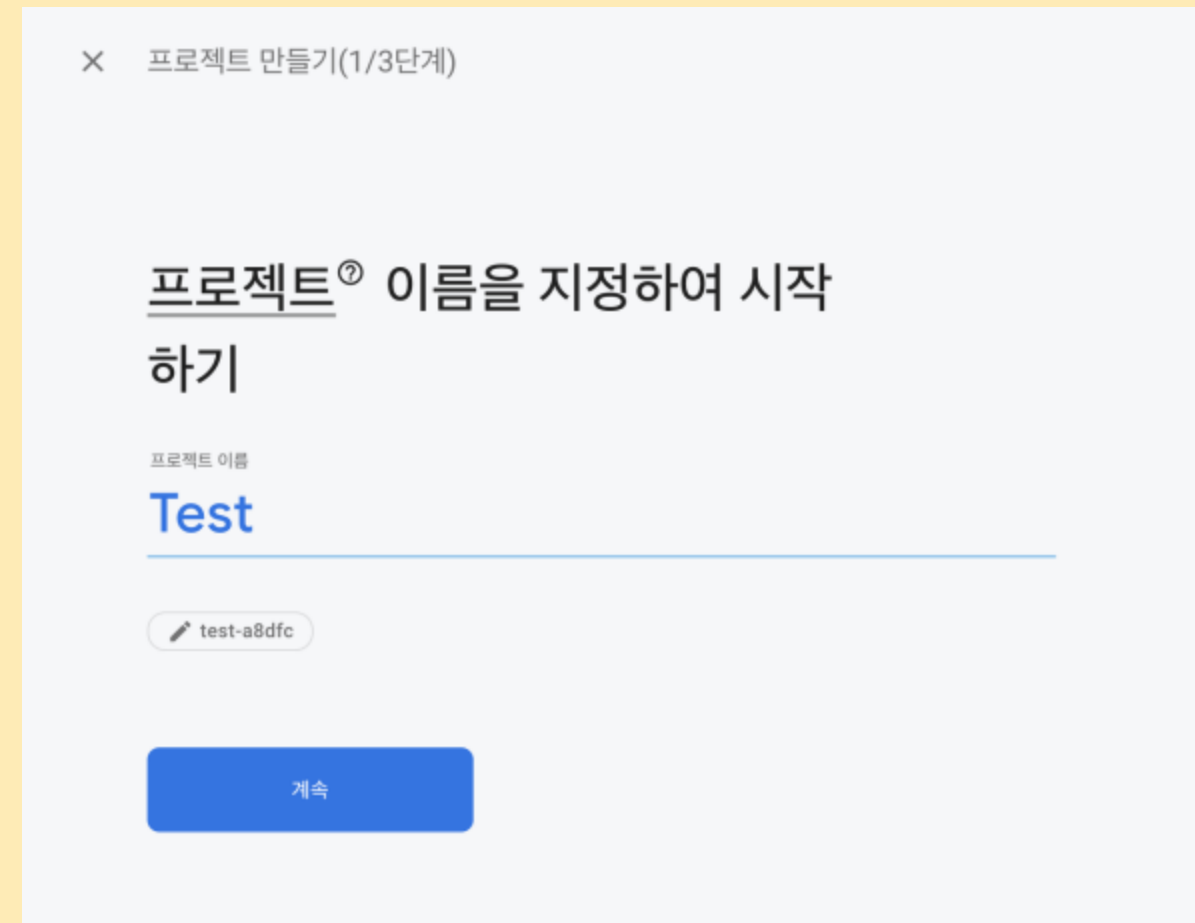 프로젝트 만들기(1/3단계)
프로젝트 이름을 지정하여 시작
하기
프로젝트 이름
Test
test-a8dfc
계속